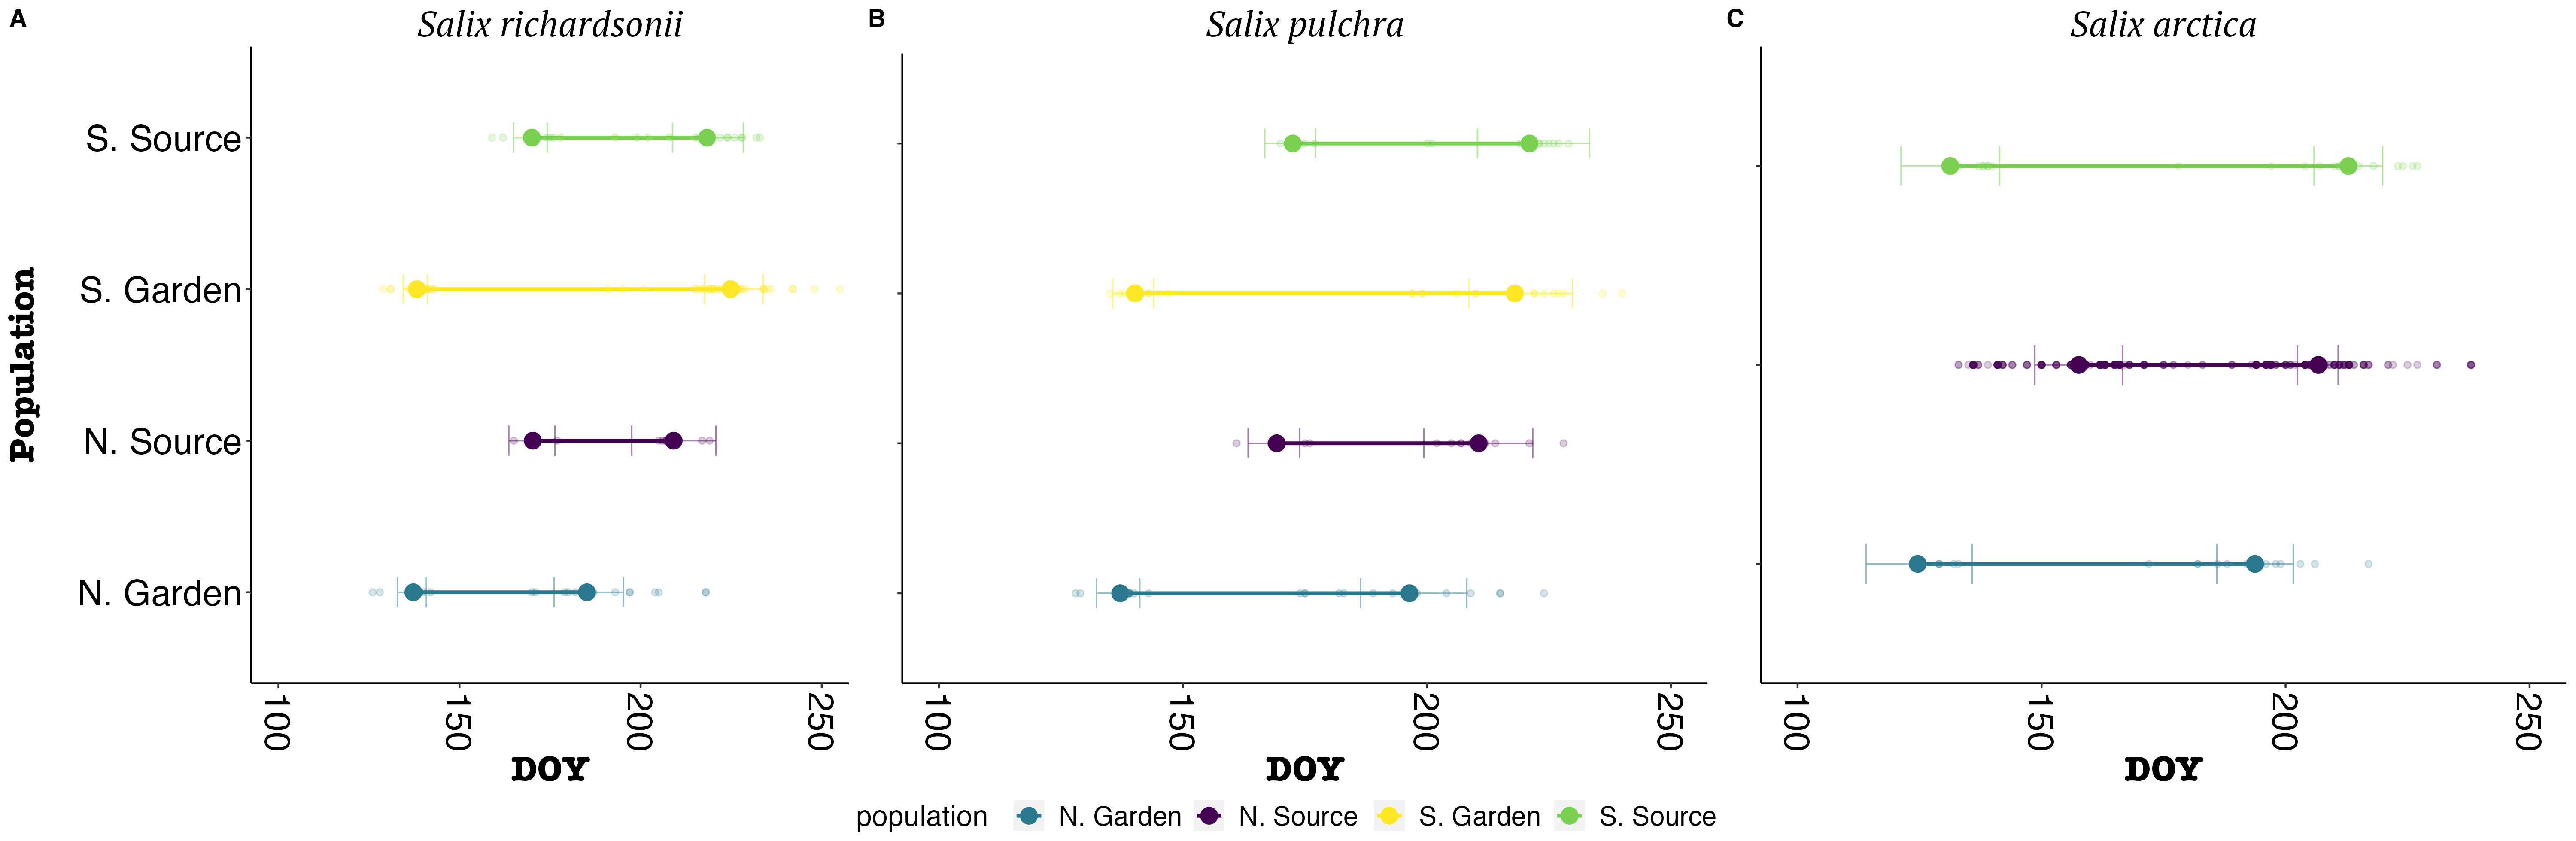 A
Salix richardsonii
B
Salix pulchra
C
Salix arctica
Population
S. Source
S. Garden
N. Source
N. Garden
100 150 200 250
100 150 200 250
100 150 200 250
DOY
DOY
DOY
population N. Garden N. Source S. Garden S. Source